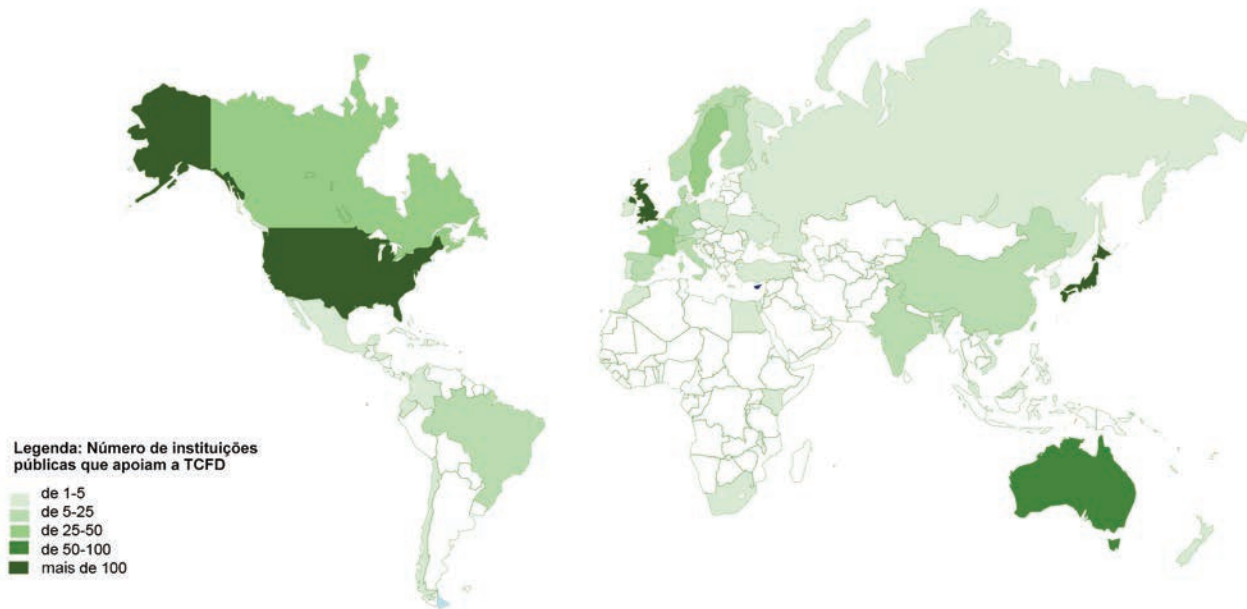 Legenda: Número de instituições
públicas que apoiam a TCFD
de 1-5
de 5-25
de 25-50
de 50-100
mais de 100